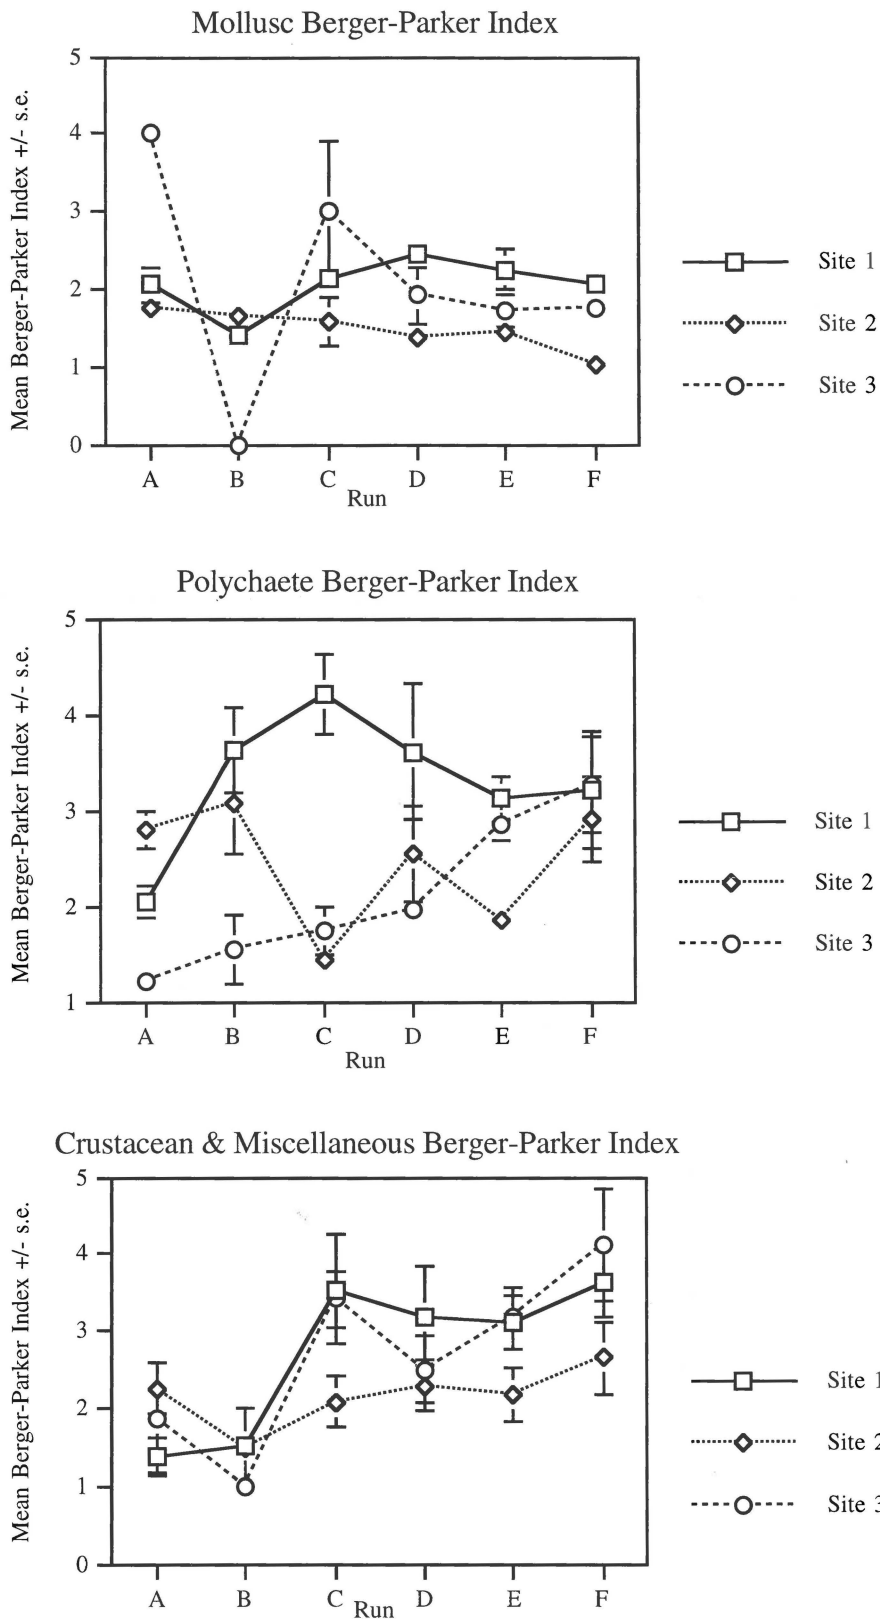 Mollusc Berger-Parker Index
Mean Berger-Parker Index +/- s.e.
5
4
3
2
1
0
A B C D E F
Run
Site 1
Site 2
Site 3
Polychaete Berger-Parker Index
Mean Berger-Parker Index +/- s.e.
5
4
3
2
1
A B C D E F
Run
Site 1
Site 2
Site 3
Crustacean & Miscellaneous Berger-Parker Index
Mean Berger-Parker Index +/- s.e.
5
4
3
2
1
0
A B C D E F
Run
Site 1
Site 2
Site 3